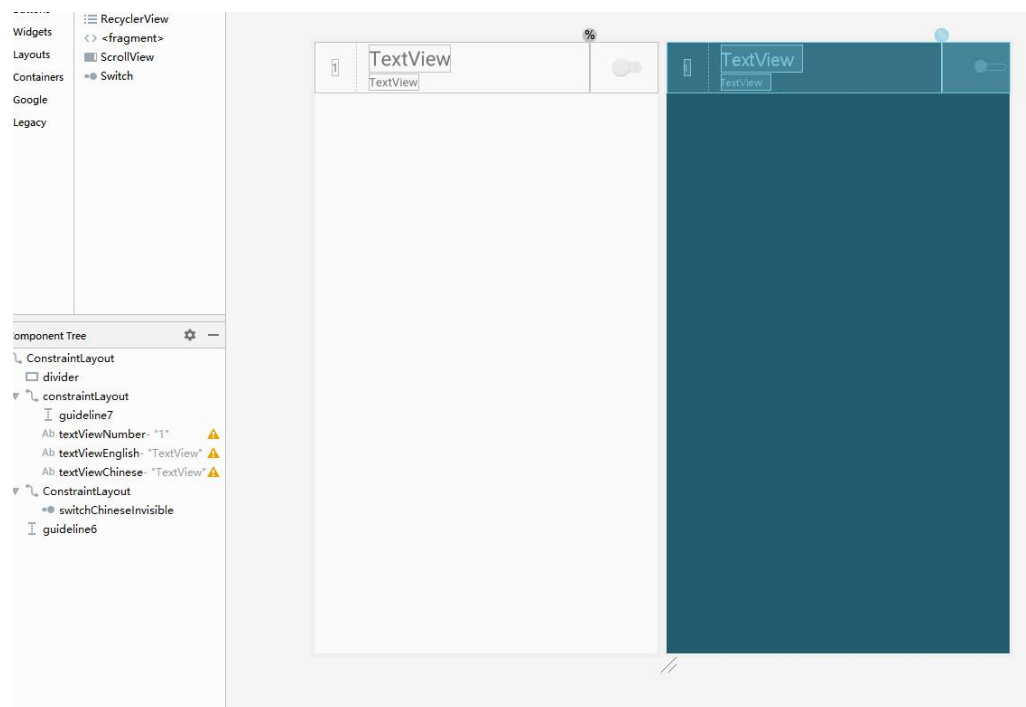 Widgets
Layouts
Containers
Google
Legacy
RecyclerView
<> <fragment>
ScrollView
Switch
Component Tree
ConstraintLayout
divider
constraintLayout
guideline7
Ab textViewNumber- "1"
Ab textViewEnglish- "TextView"
Ab textViewChinese- "TextView"
ConstraintLayout
switchChineseInvisible
guideline6
%
1
TextView
TextView
TextView
TextView